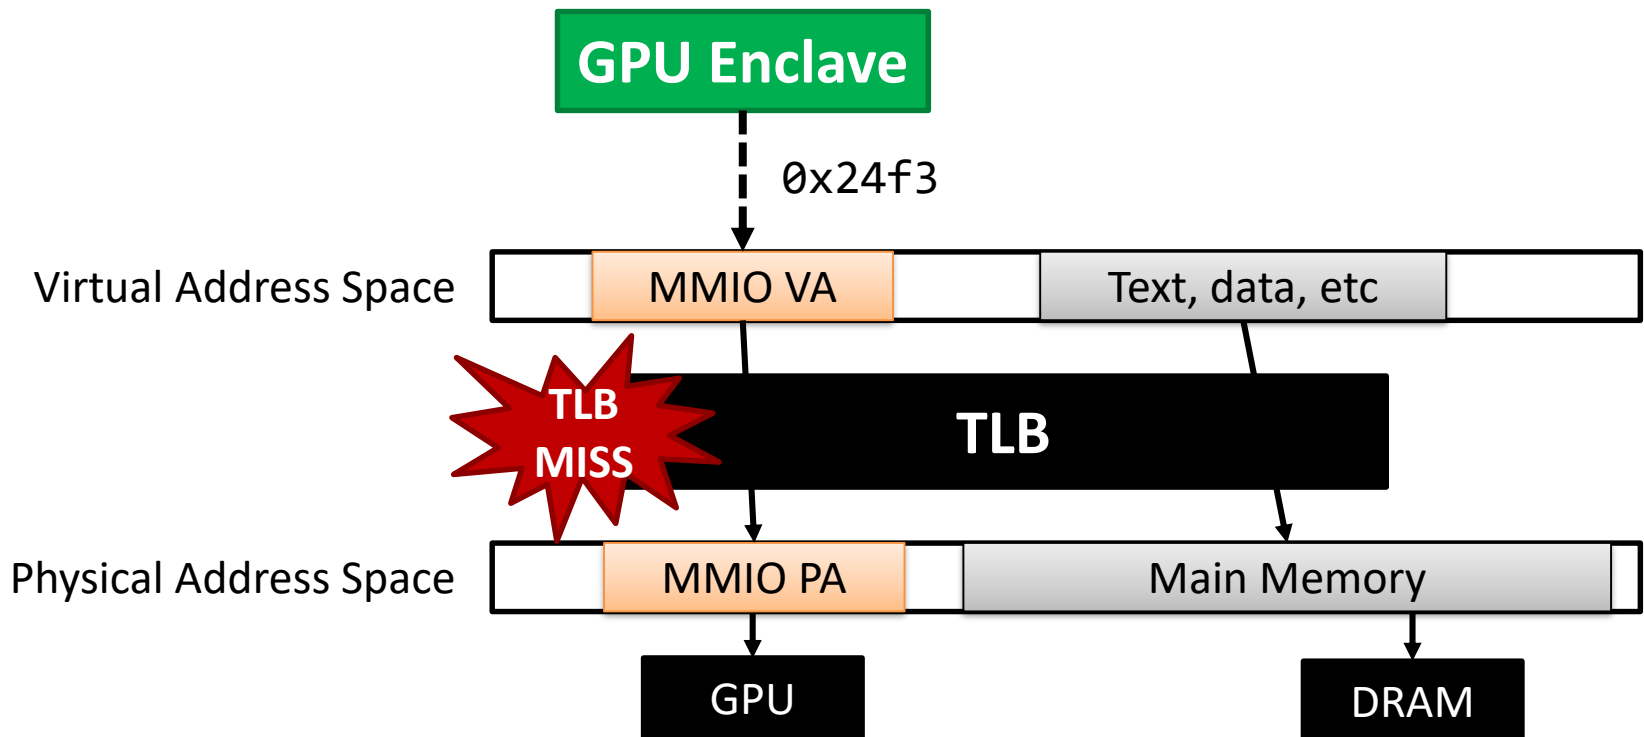 GPU Enclave
0x24f3
Virtual Address Space
MMIO VA
Text, data, etc
TLB
MISS
TLB
Physical Address Space
MMIO PA
Main Memory
GPU
DRAM